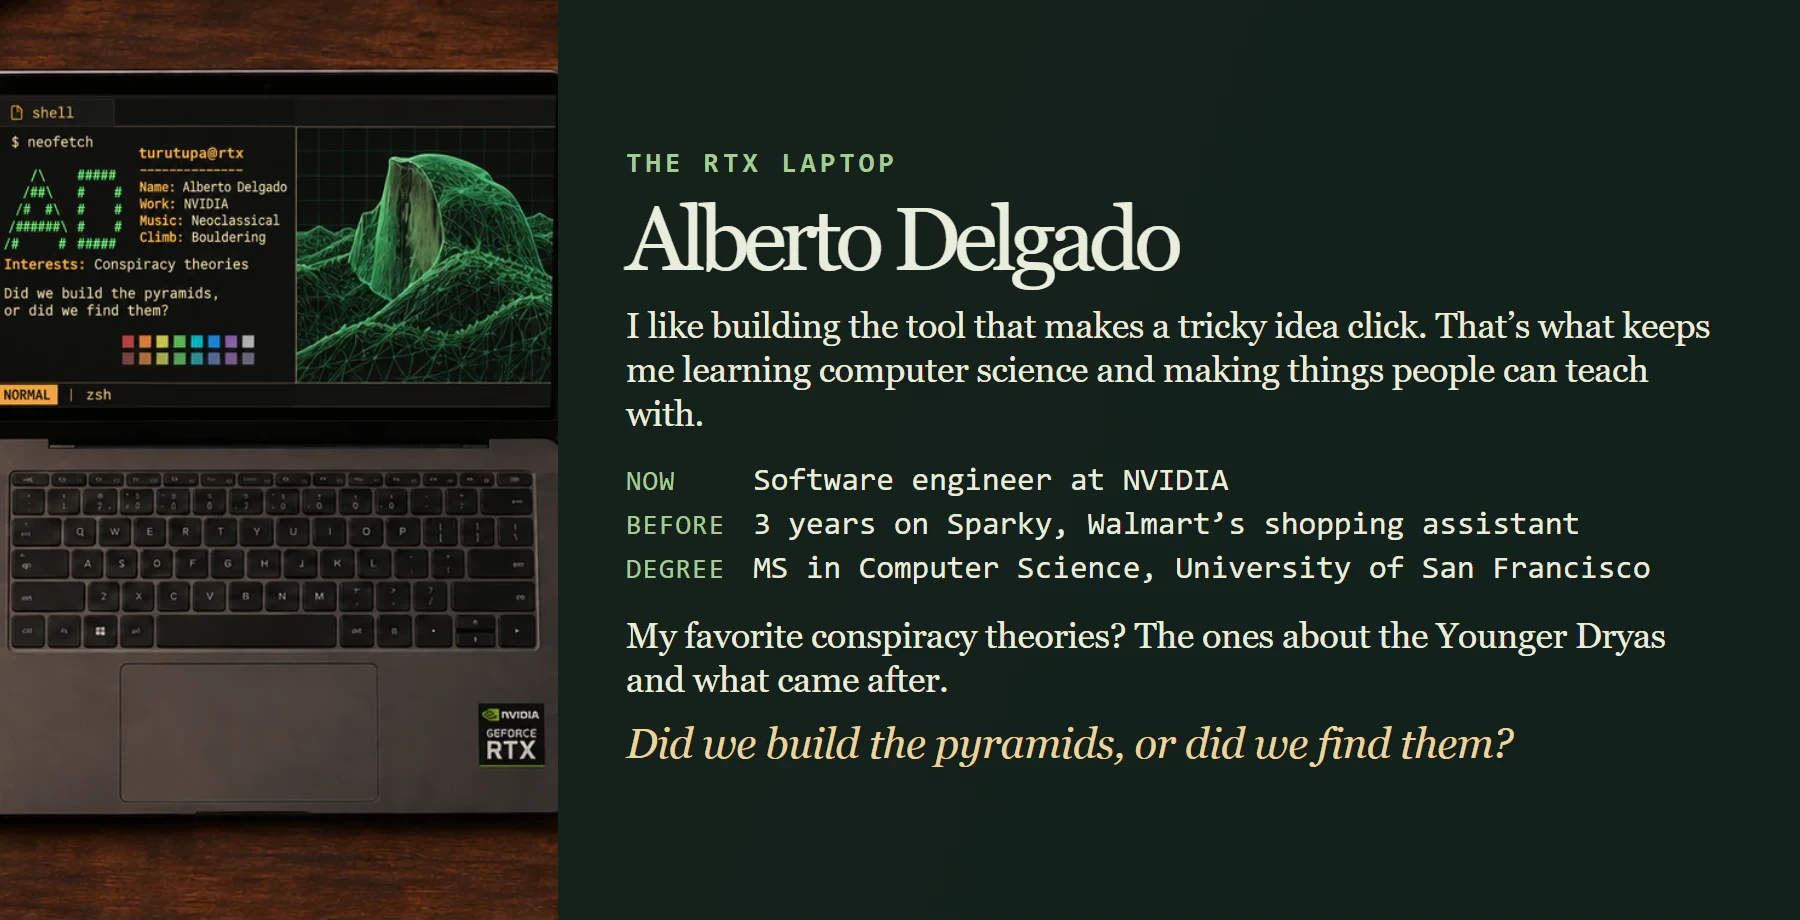 shell
$ neofetch
turutupa@rtx
--------------
Name: Alberto Delgado
Work: NVIDIA
Music: Neoclassical
Climb: Bouldering
Interests: Conspiracy theories
Did we build the pyramids,
or did we find them?
NORMAL | zsh
Q W E R T Y U I O P
A S D F G H J K L
Z X C V B N M
NVIDIA
GEFORCE
RTX
THE RTX LAPTOP
Alberto Delgado
I like building the tool that makes a tricky idea click. That’s what keeps
me learning computer science and making things people can teach
with.
NOW Software engineer at NVIDIA
BEFORE 3 years on Sparky, Walmart’s shopping assistant
DEGREE MS in Computer Science, University of San Francisco
My favorite conspiracy theories? The ones about the Younger Dryas
and what came after.
Did we build the pyramids, or did we find them?